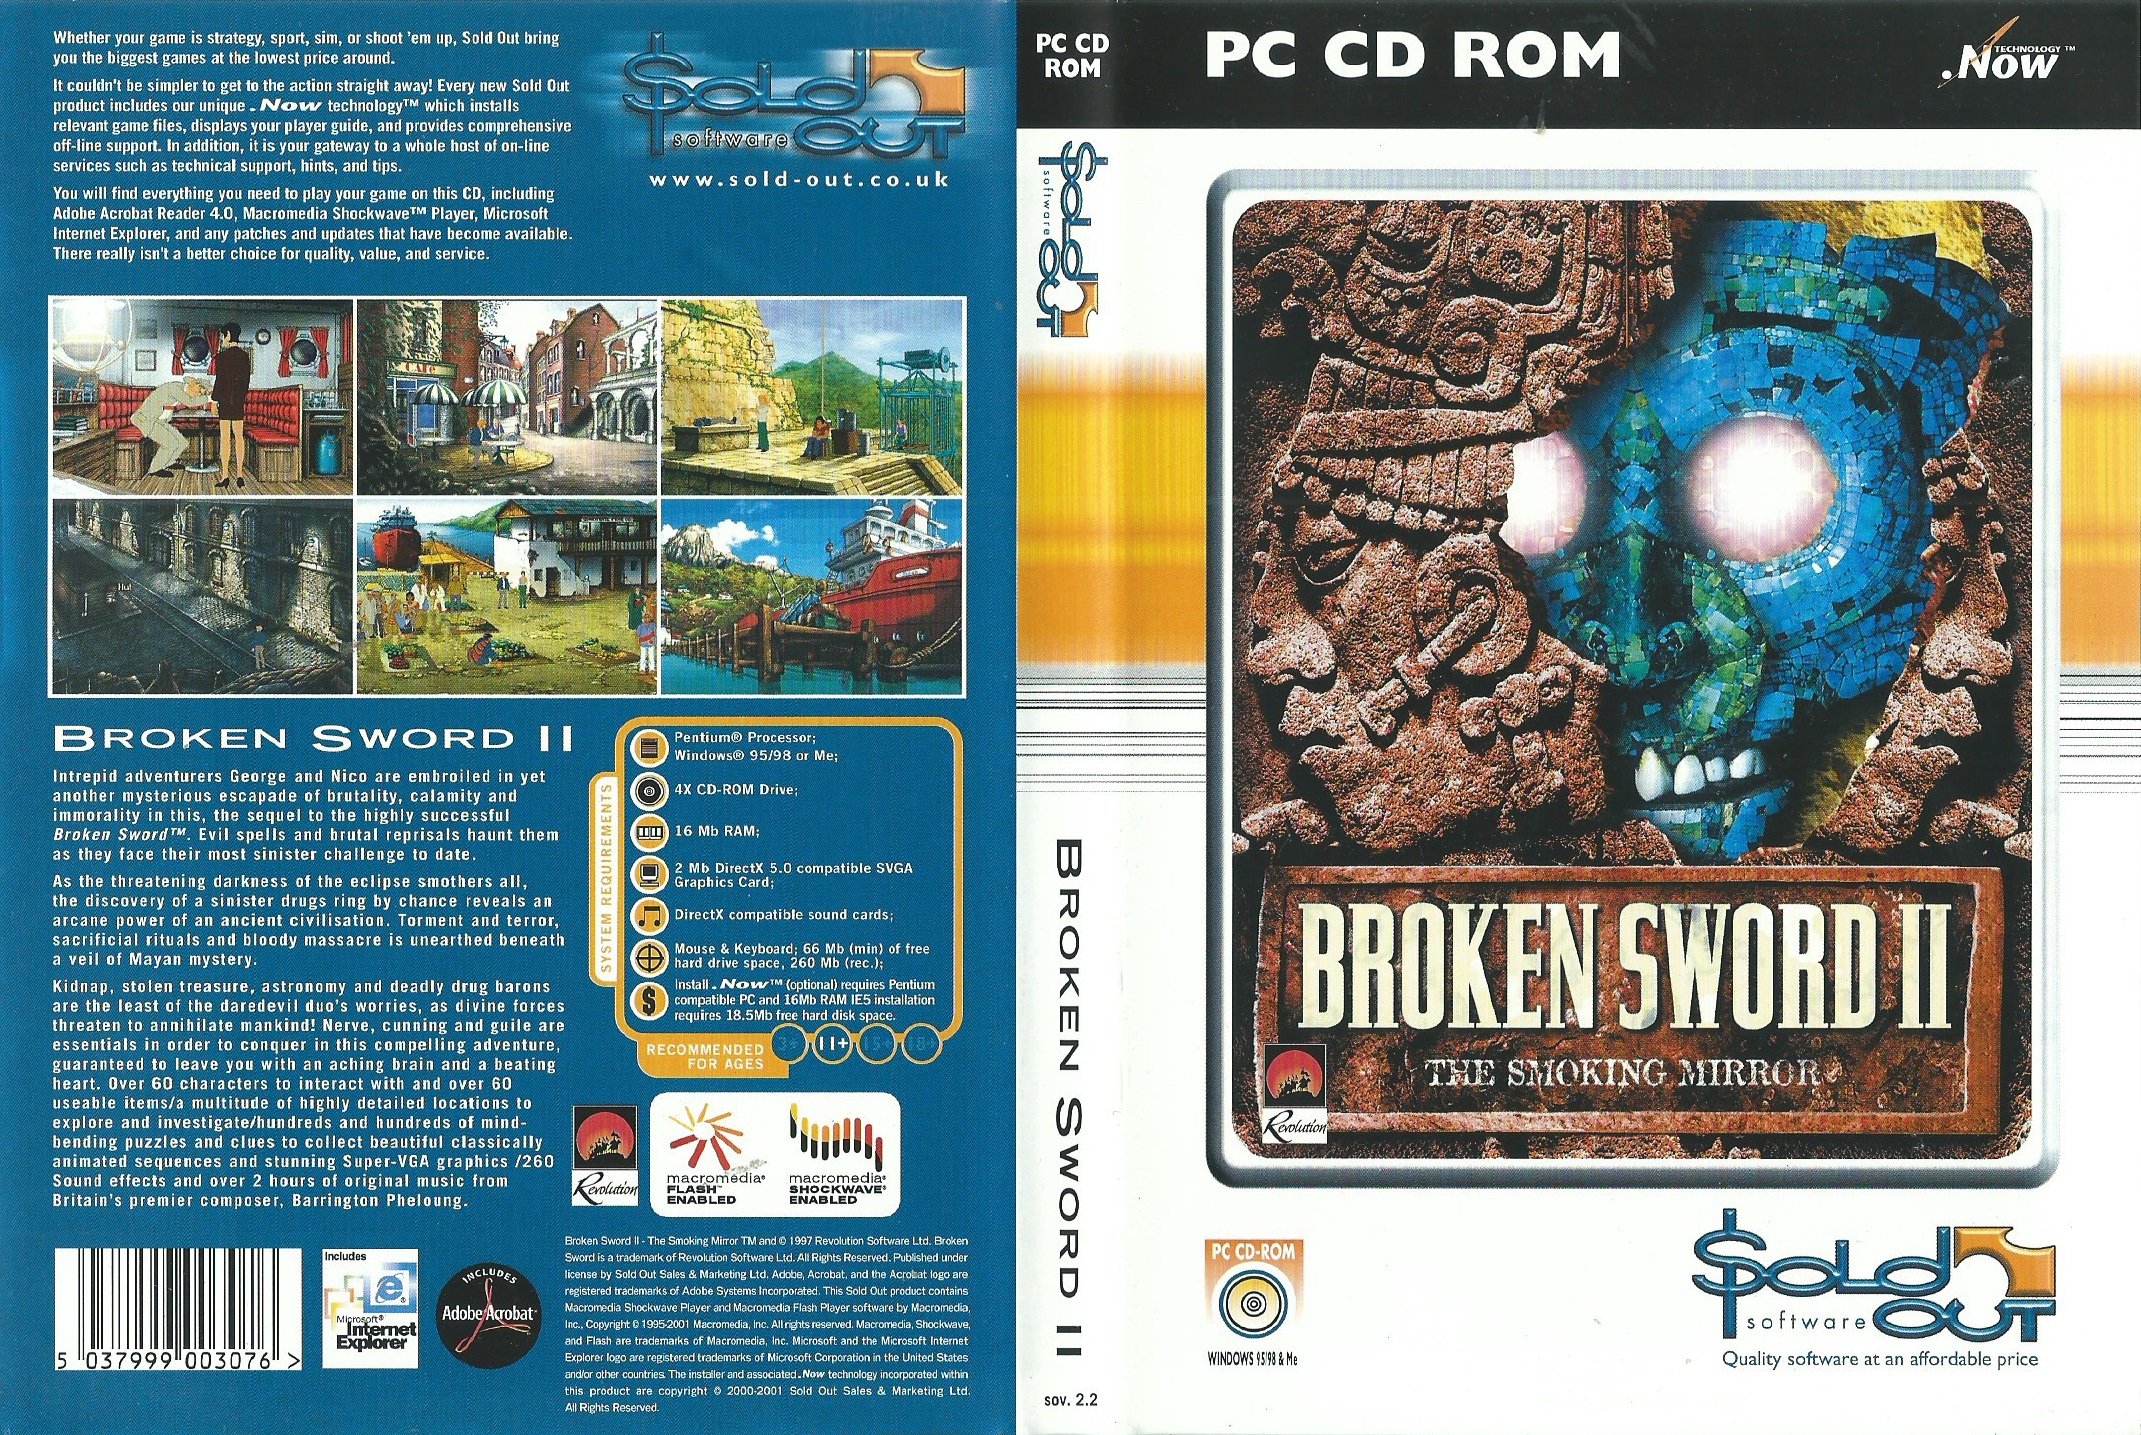 Whether your game is strategy, sport, sim, or shoot 'em up, Sold Out bring
you the biggest games at the lowest price around.
It couldn't be simpler to get to the action straight away! Every new Sold Out
product includes our unique .Now technology™ which installs
relevant game files, displays your player guide, and provides comprehensive
off-line support. In addition, it is your gateway to a whole host of on-line
services such as technical support, hints, and tips.
You will find everything you need to play your game on this CD, including
Adobe Acrobat Reader 4.0, Macromedia Shockwave™ Player, Microsoft
Internet Explorer, and any patches and updates that have become available.
There really isn't a better choice for quality, value, and service.
$old Out
software
www.sold-out.co.uk
CAFE
Hut
BROKEN SWORD II
Intrepid adventurers George and Nico are embroiled in yet
another mysterious escapade of brutality, calamity and
immorality in this, the sequel to the highly successful
Broken Sword™. Evil spells and brutal reprisals haunt them
as they face their most sinister challenge to date.
As the threatening darkness of the eclipse smothers all,
the discovery of a sinister drugs ring by chance reveals an
arcane power of an ancient civilisation. Torment and terror,
sacrificial rituals and bloody massacre is unearthed beneath
a veil of Mayan mystery.
Kidnap, stolen treasure, astronomy and deadly drug barons
are the least of the daredevil duo's worries, as divine forces
threaten to annihilate mankind! Nerve, cunning and guile are
essentials in order to conquer in this compelling adventure,
guaranteed to leave you with an aching brain and a beating
heart. Over 60 characters to interact with and over 60
useable items/a multitude of highly detailed locations to
explore and investigate/hundreds and hundreds of mind-
bending puzzles and clues to collect beautiful classically
animated sequences and stunning Super-VGA graphics /260
Sound effects and over 2 hours of original music from
Britain's premier composer, Barrington Pheloung.
SYSTEM REQUIREMENTS
Pentium® Processor;
Windows® 95/98 or Me;
4X CD-ROM Drive;
16 Mb RAM;
2 Mb DirectX 5.0 compatible SVGA
Graphics Card;
DirectX compatible sound cards;
Mouse & Keyboard; 66 Mb (min) of free
hard drive space, 260 Mb (rec.);
Install .Now™ (optional) requires Pentium
compatible PC and 16Mb RAM IE5 installation
requires 18.5Mb free hard disk space.
RECOMMENDED
FOR AGES
3+ 11+ 15+ 18+
Revolution
macromedia®
FLASH™
ENABLED
macromedia®
SHOCKWAVE®
ENABLED
5 037999 003076 >
Includes
Microsoft®
Internet
Explorer
INCLUDES
Adobe Acrobat™
Broken Sword II - The Smoking Mirror TM and © 1997 Revolution Software Ltd. Broken
Sword is a trademark of Revolution Software Ltd. All Rights Reserved. Published under
license by Sold Out Sales & Marketing Ltd. Adobe, Acrobat, and the Acrobat logo are
registered trademarks of Adobe Systems Incorporated. This Sold Out product contains
Macromedia Shockwave Player and Macromedia Flash Player software by Macromedia,
Inc., Copyright © 1995-2001 Macromedia, Inc. All rights reserved. Macromedia, Shockwave,
and Flash are trademarks of Macromedia, Inc. Microsoft and the Microsoft Internet
Explorer logo are registered trademarks of Microsoft Corporation in the United States
and/or other countries. The installer and associated .Now technology incorporated within
this product are copyright © 2000-2001 Sold Out Sales & Marketing Ltd.
All Rights Reserved.
PC CD
ROM
$old Out
software
BROKEN SWORD II
sov. 2.2
PC CD ROM
.Now TECHNOLOGY™
BROKEN SWORD II
THE SMOKING MIRROR
Revolution
PC CD-ROM
WINDOWS 95/98 & Me
$old Out
software
Quality software at an affordable price